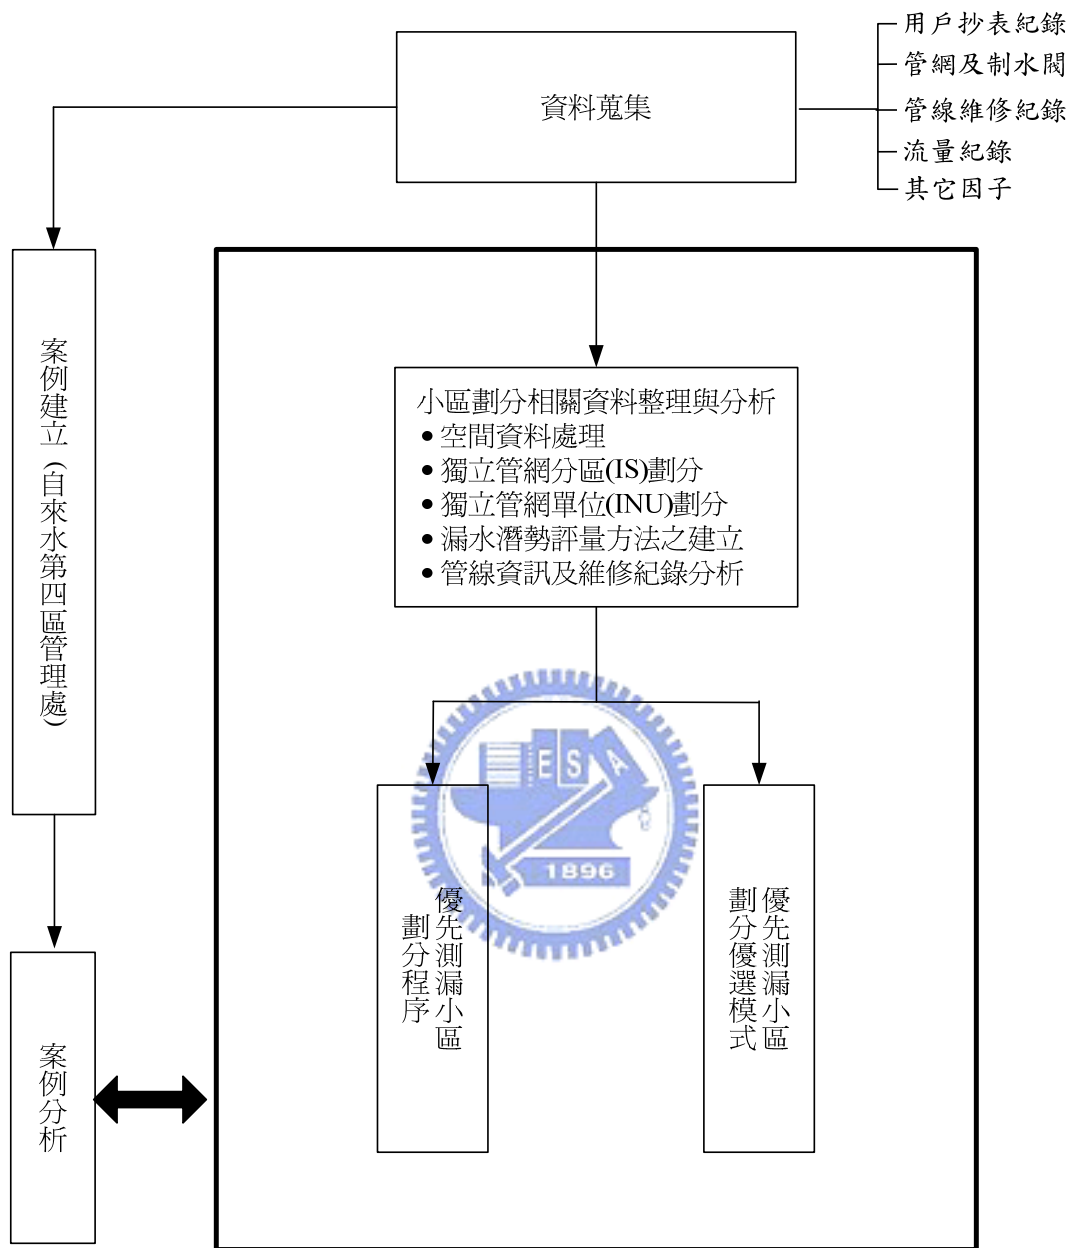 用戶抄表紀錄
管網及制水閥
管線維修紀錄
流量紀錄
其它因子
資料蒐集
案例建立(自來水第四區管理處)
小區劃分相關資料整理與分析
•空間資料處理
•獨立管網分區(IS)劃分
•獨立管網單位(INU)劃分
•漏水潛勢評量方法之建立
•管線資訊及維修紀錄分析
E S A
1896
優先測漏小區
劃分程序
優先測漏小區
劃分優選模式
案例分析